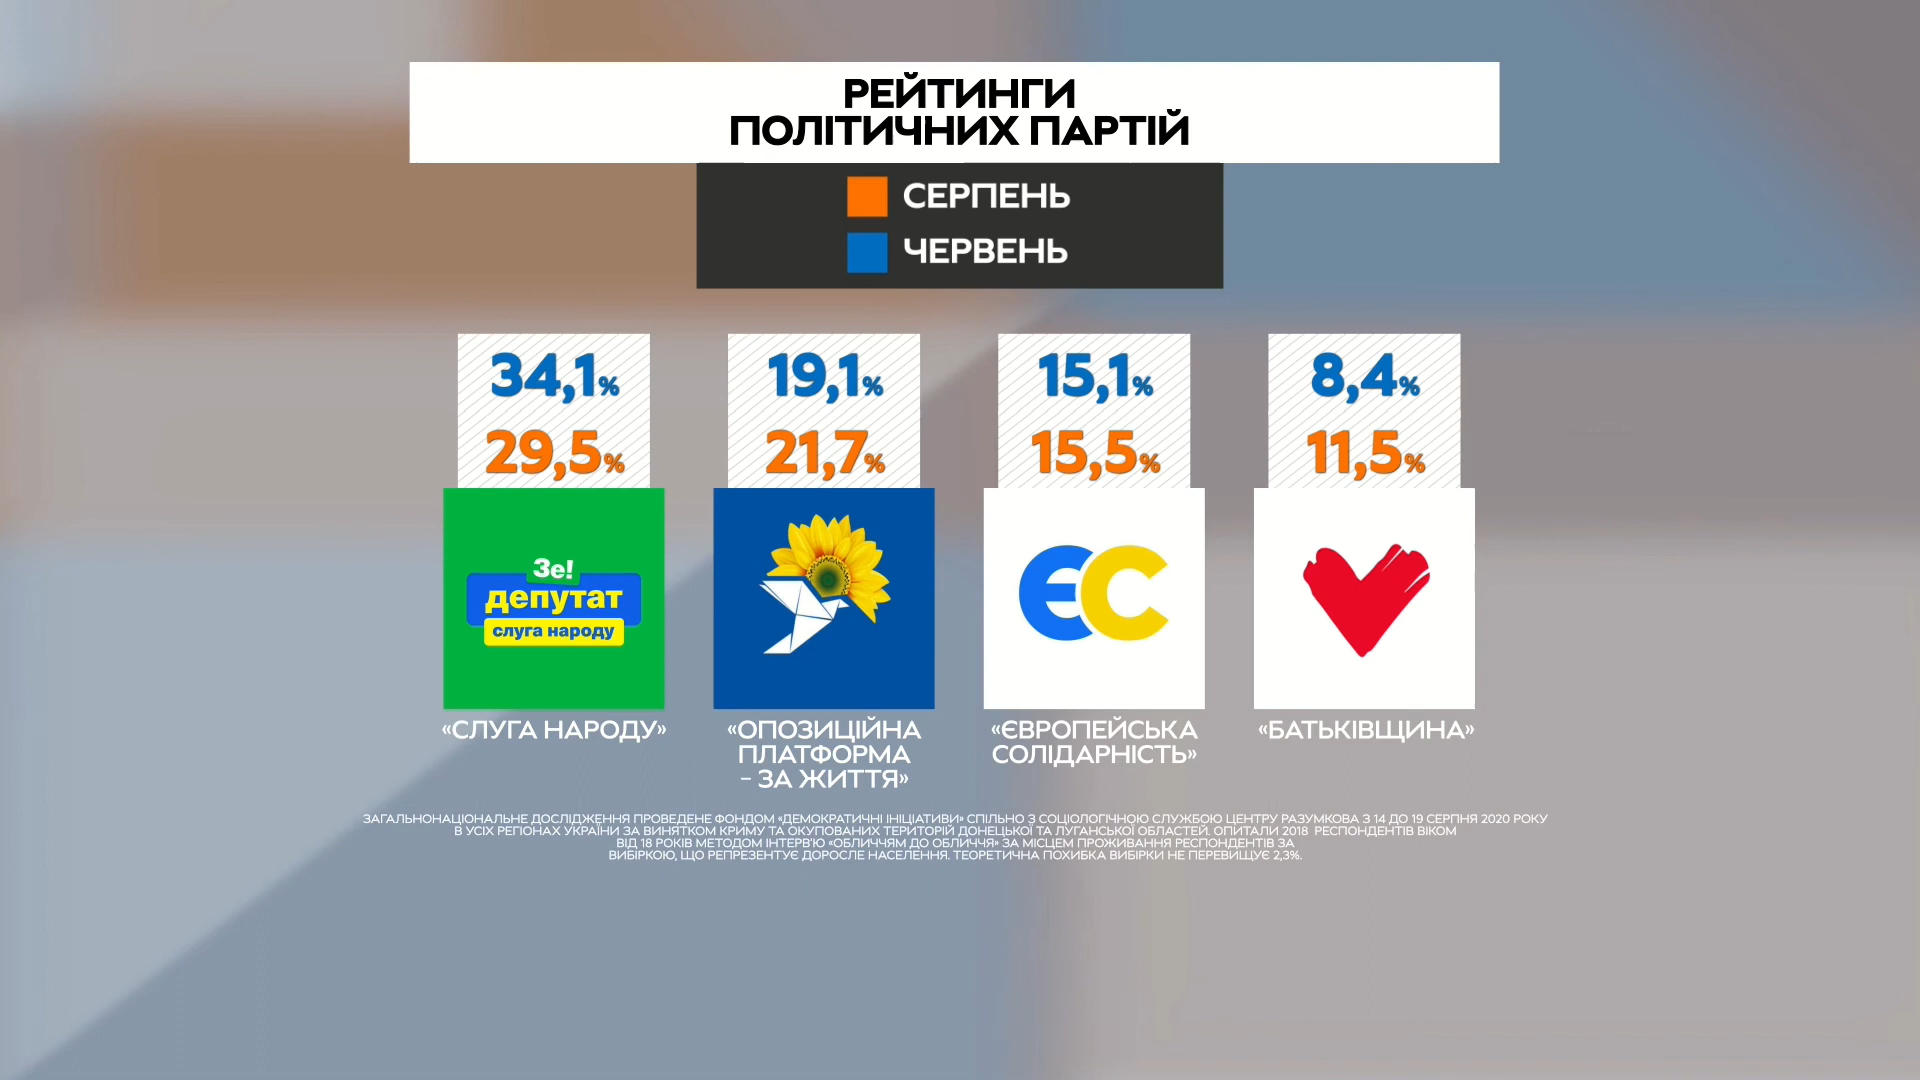 РЕЙТИНГИ
ПОЛІТИЧНИХ ПАРТІЙ
СЕРПЕНЬ
ЧЕРВЕНЬ
34,1%
29,5%
19,1%
21,7%
15,1%
15,5%
8,4%
11,5%
Зе!
депутат
слуга народу
ЄС
«СЛУГА НАРОДУ»
«ОПОЗИЦІЙНА
ПЛАТФОРМА
– ЗА ЖИТТЯ»
«ЄВРОПЕЙСЬКА
СОЛІДАРНІСТЬ»
«БАТЬКІВЩИНА»
ЗАГАЛЬНОНАЦІОНАЛЬНЕ ДОСЛІДЖЕННЯ ПРОВЕДЕНЕ ФОНДОМ «ДЕМОКРАТИЧНІ ІНІЦІАТИВИ» СПІЛЬНО З СОЦІОЛОГІЧНОЮ СЛУЖБОЮ ЦЕНТРУ РАЗУМКОВА З 14 ДО 19 СЕРПНЯ 2020 РОКУ
В УСІХ РЕГІОНАХ УКРАЇНИ ЗА ВИНЯТКОМ КРИМУ ТА ОКУПОВАНИХ ТЕРИТОРІЙ ДОНЕЦЬКОЇ ТА ЛУГАНСЬКОЇ ОБЛАСТЕЙ. ОПИТАЛИ 2018 РЕСПОНДЕНТІВ ВІКОМ
ВІД 18 РОКІВ МЕТОДОМ ІНТЕРВ'Ю «ОБЛИЧЧЯМ ДО ОБЛИЧЧЯ» ЗА МІСЦЕМ ПРОЖИВАННЯ РЕСПОНДЕНТІВ ЗА
ВИБІРКОЮ, ЩО РЕПРЕЗЕНТУЄ ДОРОСЛЕ НАСЕЛЕННЯ. ТЕОРЕТИЧНА ПОХИБКА ВИБІРКИ НЕ ПЕРЕВИЩУЄ 2,3%.